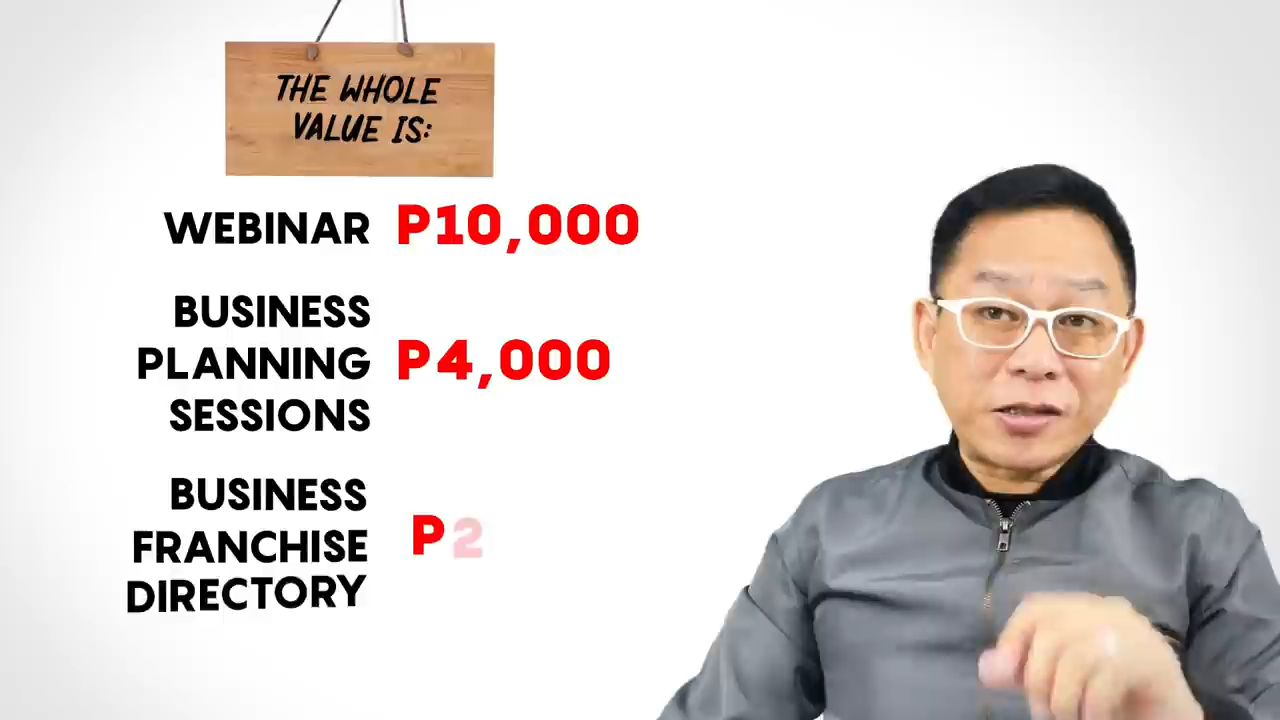 THE WHOLE
VALUE IS:
WEBINAR P10,000
BUSINESS
PLANNING P4,000
SESSIONS
BUSINESS
FRANCHISE P2
DIRECTORY